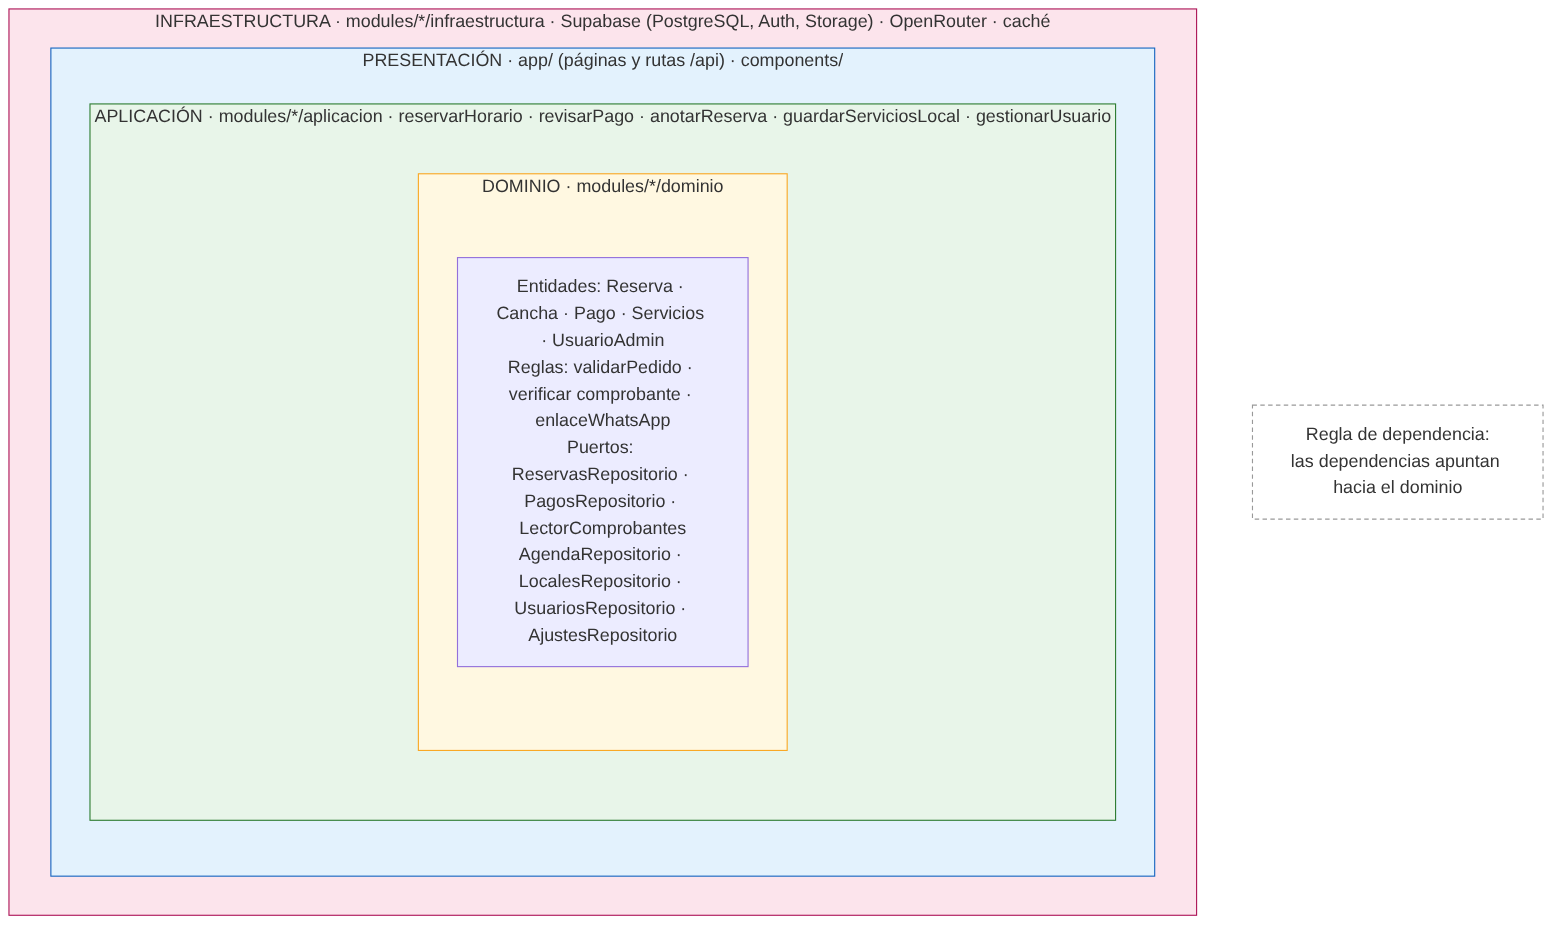 INFRAESTRUCTURA · modules/*/infraestructura · Supabase (PostgreSQL, Auth, Storage) · OpenRouter · caché
PRESENTACIÓN · app/ (páginas y rutas /api) · components/
APLICACIÓN · modules/*/aplicacion · reservarHorario · revisarPago · anotarReserva · guardarServiciosLocal · gestionarUsuario
DOMINIO · modules/*/dominio
Entidades: Reserva ·
Cancha · Pago · Servicios
· UsuarioAdmin
Reglas: validarPedido ·
verificar comprobante ·
enlaceWhatsApp
Puertos:
ReservasRepositorio ·
PagosRepositorio ·
LectorComprobantes
AgendaRepositorio ·
LocalesRepositorio ·
UsuariosRepositorio ·
AjustesRepositorio
Regla de dependencia:
las dependencias apuntan
hacia el dominio